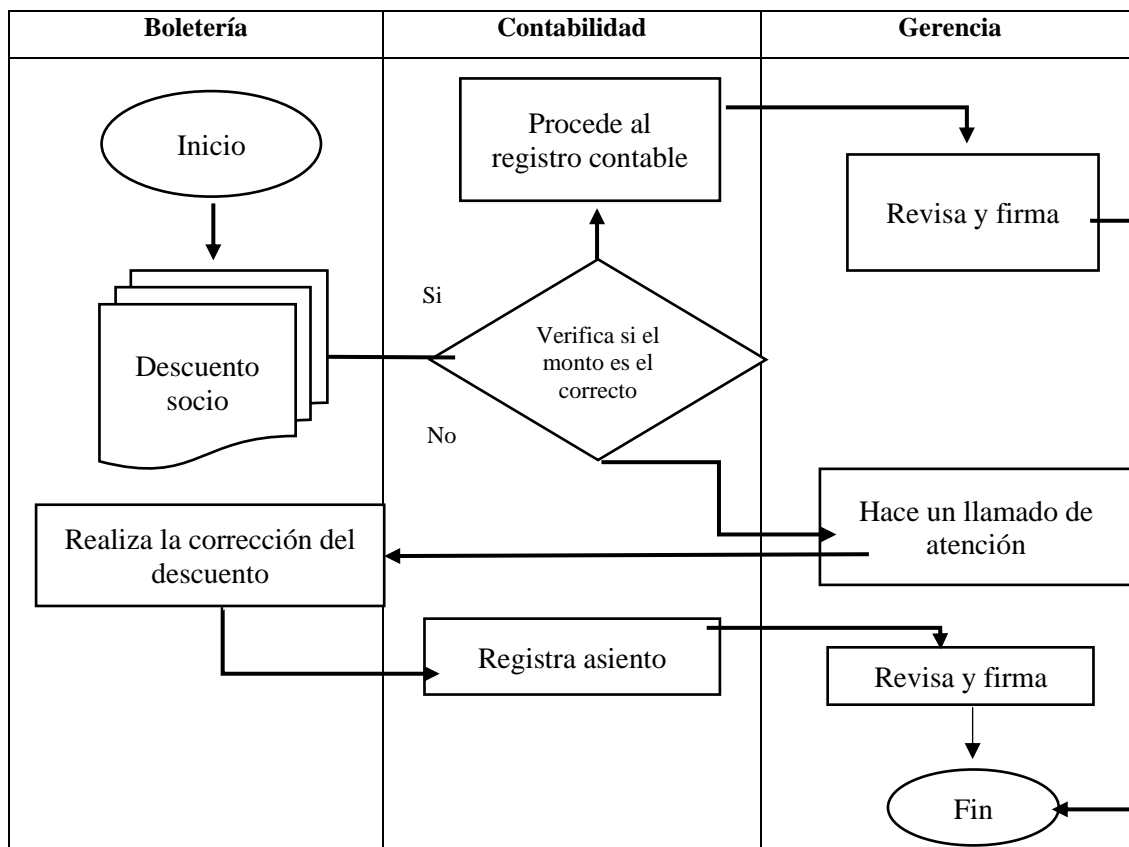 Boletería
Contabilidad
Gerencia
Inicio
Procede al
registro contable
Revisa y firma
Si
Verifica si el
monto es el
correcto
Descuento
socio
No
Hace un llamado de
atención
Realiza la corrección del
descuento
Registra asiento
Revisa y firma
Fin